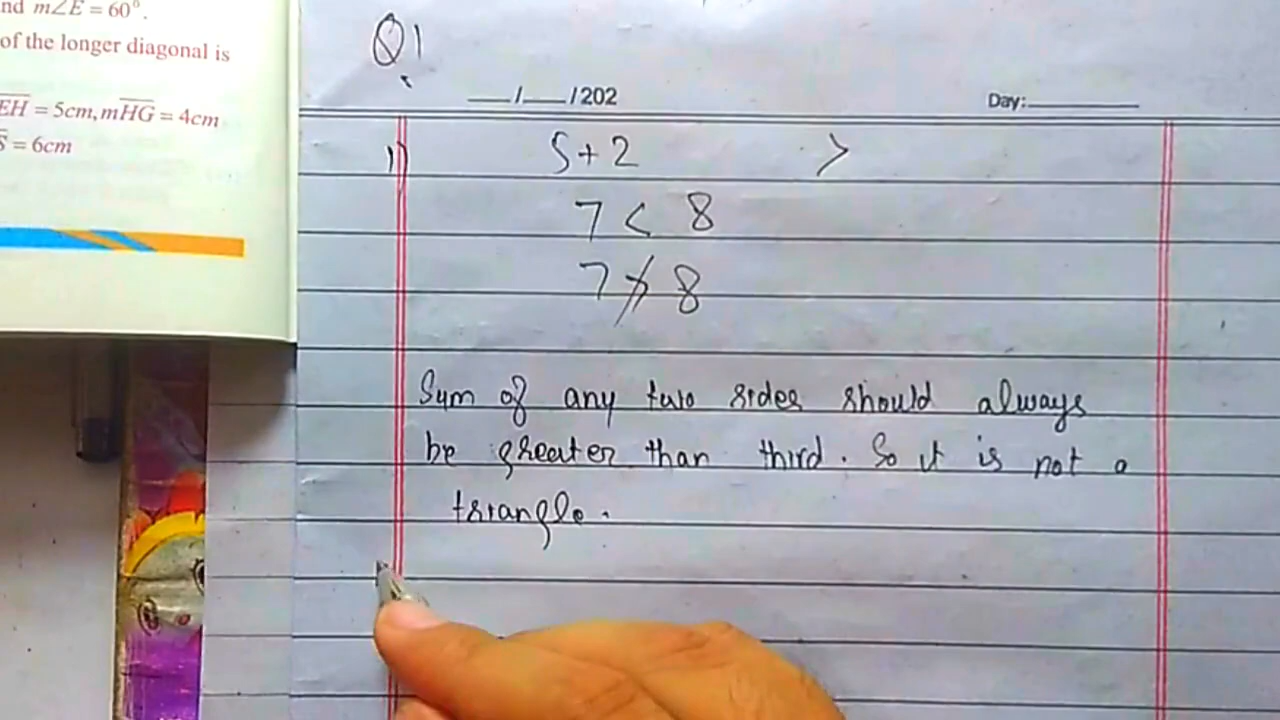 nd m∠E = 60°.
of the longer diagonal is
EH = 5cm, mHG = 4cm
S = 6cm
Q1
__/__/202 Day:______
1) 5+2 >
7 < 8
7 ≯ 8
Sum of any two sides should always
be greater than third. So it is not a
triangle.